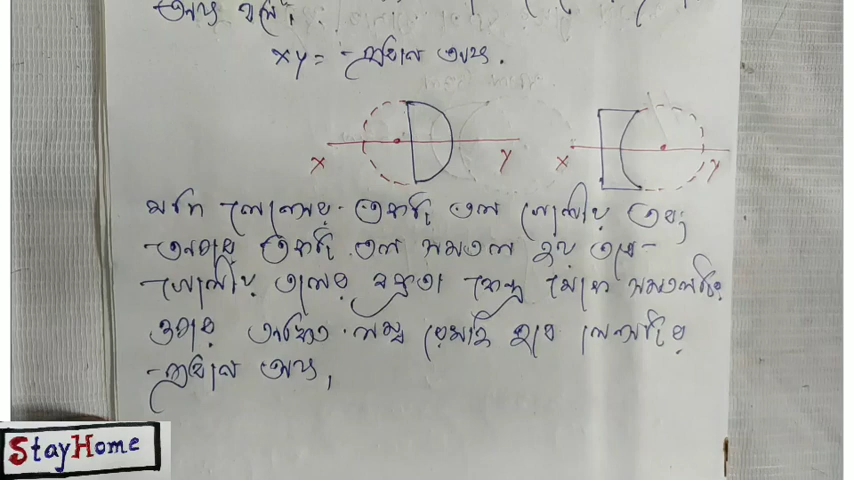 অক্ষ বলে।
xy = প্রধান অক্ষ.
X Y X Y
যদি লেন্সের একটি তল গোলীয় এবং
অপরটি একটি তল সমতল হয় তবে
গোলীয় তলের বক্রতা কেন্দ্র থেকে সমতলটির
ওপর অঙ্কিত লম্ব রেখাই হবে লেন্সটির
প্রধান অক্ষ,
StayHome